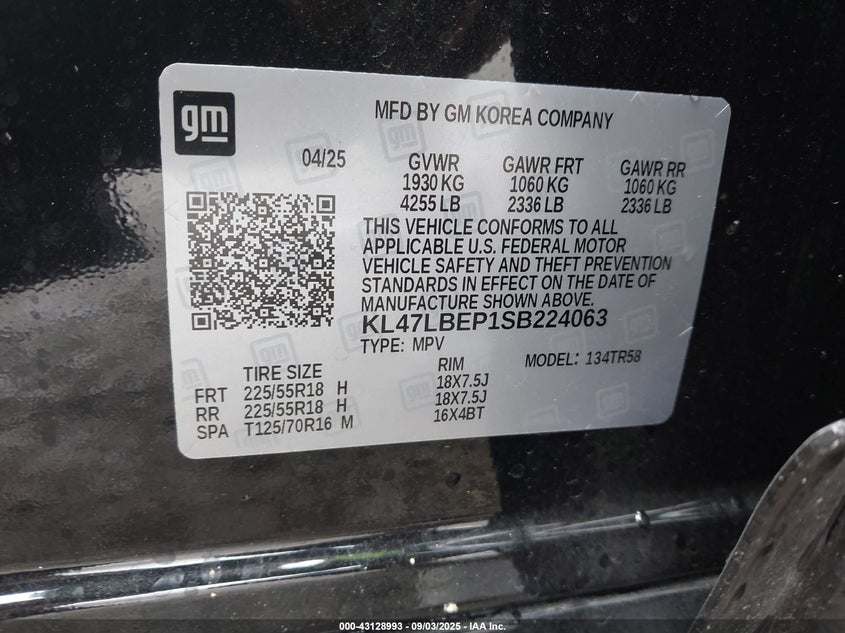 gm
MFD BY GM KOREA COMPANY
04/25 GVWR GAWR FRT GAWR RR
1930 KG 1060 KG 1060 KG
4255 LB 2336 LB 2336 LB
THIS VEHICLE CONFORMS TO ALL
APPLICABLE U.S. FEDERAL MOTOR
VEHICLE SAFETY AND THEFT PREVENTION
STANDARDS IN EFFECT ON THE DATE OF
MANUFACTURE SHOWN ABOVE.
KL47LBEP1SB224063
TYPE: MPV MODEL: 134TR58
TIRE SIZE RIM
FRT 225/55R18 H 18X7.5J
RR 225/55R18 H 18X7.5J
SPA T125/70R16 M 16X4BT
000-43128993 - 09/03/2025 - IAA Inc.